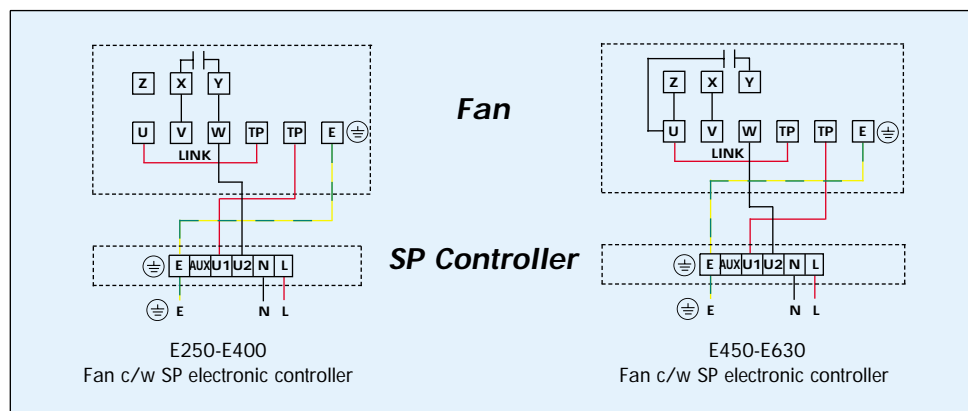 Z X Y
U V W TP TP E
LINK
Fan
Z X Y
U V W TP TP E
LINK
SP Controller
E AUX U1 U2 N L
E N L
E AUX U1 U2 N L
E N L
E250-E400
Fan c/w SP electronic controller
E450-E630
Fan c/w SP electronic controller